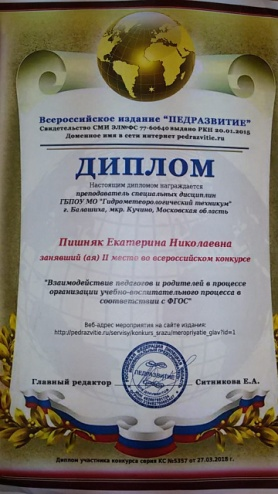 Всероссийское издание "ПЕДРАЗВИТИЕ"
Свидетельство СМИ ЭЛ№ФС 77-60640 выдано РКН 20.01.2015
Доменное имя в сети интернет pedrazvitie.ru
ДИПЛОМ
Настоящим дипломом награждается
преподаватель специальных дисциплин
ГБПОУ МО "Гидрометеорологический техникум"
г. Балашиха, мкр. Кучино, Московская область
Пишняк Екатерина Николаевна
занявший (ая) II место во всероссийском конкурсе
"Взаимодействие педагогов и родителей в процессе
организации учебно-воспитательного процесса в
соответствии с ФГОС"
Веб-адрес мероприятия на сайте издания:
http://pedrazvitie.ru/servisy/konkurs_srazu/meropriyatie_glav?id=1
ПЕДРАЗВИТИЕ
Главный редактор
Ситникова Е.А.
Диплом участника конкурса серия КС №5357 от 27.03.2018 г.